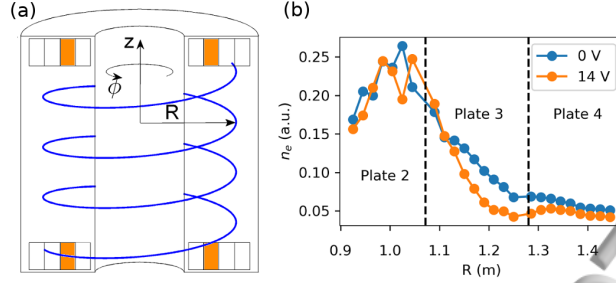 (a)
z
ϕ
R
(b)
0 V
14 V
Plate 2
Plate 3
Plate 4
0.25
0.20
0.15
0.10
0.05
n_e (a.u.)
0.9 1.0 1.1 1.2 1.3 1.4
R (m)